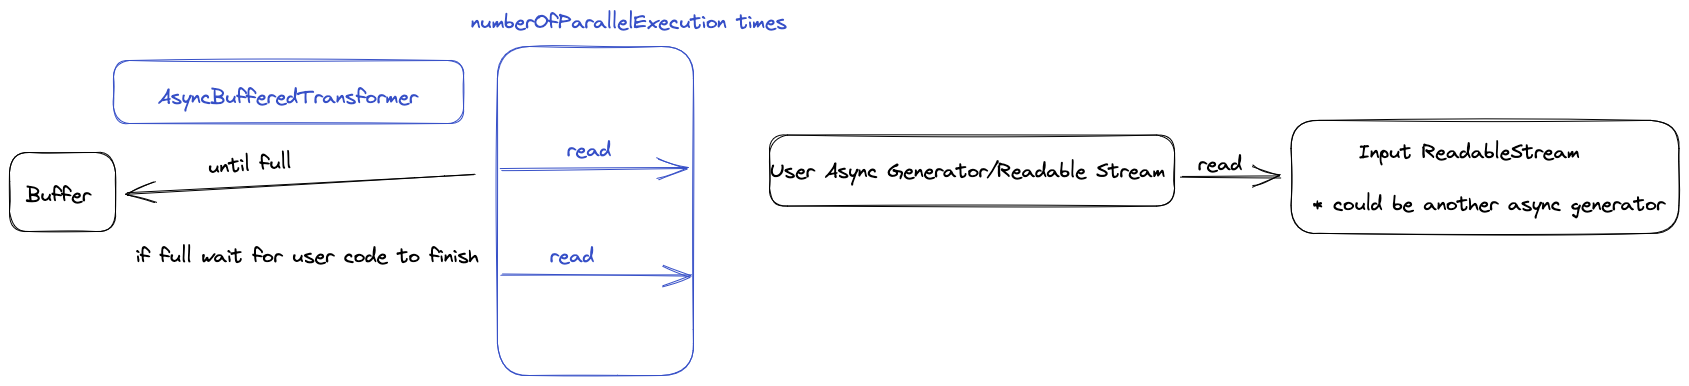 numberOfParallelExecution times
AsyncBufferedTransformer
until full
Buffer
if full wait for user code to finish
read
read
User Async Generator/Readable Stream
read
Input ReadableStream
* could be another async generator